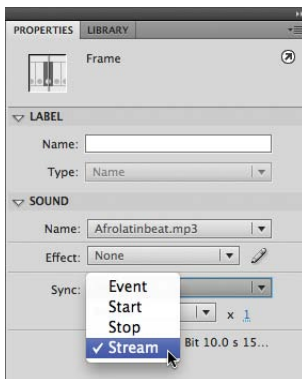 PROPERTIES LIBRARY
Frame
LABEL
Name:
Type: Name
SOUND
Name: Afrolatinbeat.mp3
Effect: None
Sync:
Event
Start
Stop
✓ Stream
x 1
Bit 10.0 s 15...